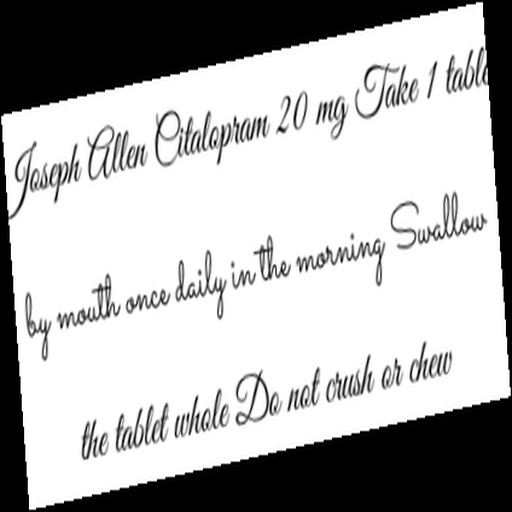 Joseph Allen Citalopram 20 mg Take 1 table
by mouth once daily in the morning Swallow
the tablet whole Do not crush or chew